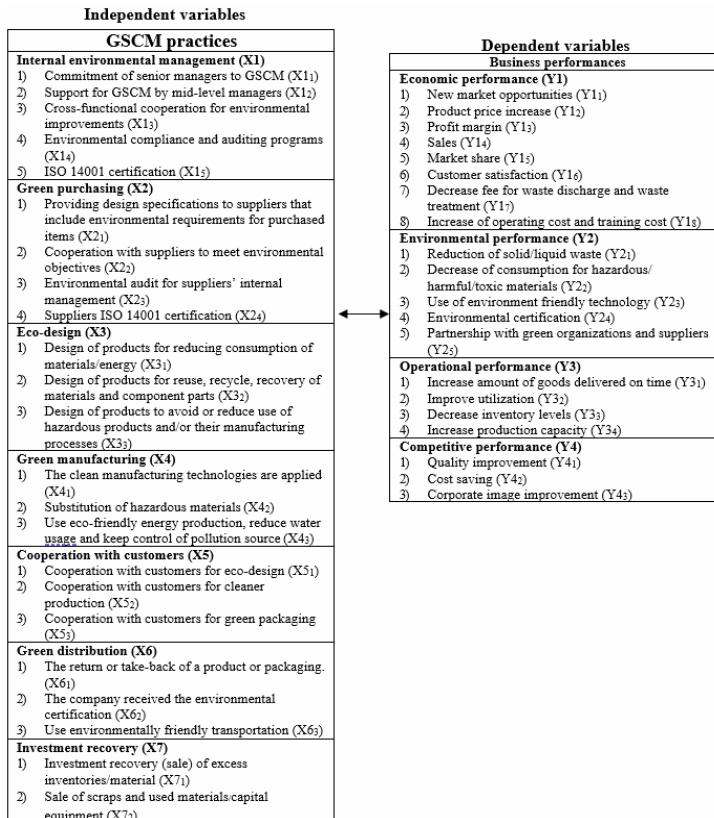 Independent variables
GSCM practices
Internal environmental management (X1)
1) Commitment of senior managers to GSCM (X1₁)
2) Support for GSCM by mid-level managers (X1₂)
3) Cross-functional cooperation for environmental
improvements (X1₃)
4) Environmental compliance and auditing programs
(X1₄)
5) ISO 14001 certification (X1₅)
Green purchasing (X2)
1) Providing design specifications to suppliers that
include environmental requirements for purchased
items (X2₁)
2) Cooperation with suppliers to meet environmental
objectives (X2₂)
3) Environmental audit for suppliers' internal
management (X2₃)
4) Suppliers ISO 14001 certification (X2₄)
Eco-design (X3)
1) Design of products for reducing consumption of
materials/energy (X3₁)
2) Design of products for reuse, recycle, recovery of
materials and component parts (X3₂)
3) Design of products to avoid or reduce use of
hazardous products and/or their manufacturing
processes (X3₃)
Green manufacturing (X4)
1) The clean manufacturing technologies are applied
(X4₁)
2) Substitution of hazardous materials (X4₂)
3) Use eco-friendly energy production, reduce water
usage and keep control of pollution source (X4₃)
Cooperation with customers (X5)
1) Cooperation with customers for eco-design (X5₁)
2) Cooperation with customers for cleaner
production (X5₂)
3) Cooperation with customers for green packaging
(X5₃)
Green distribution (X6)
1) The return or take-back of a product or packaging.
(X6₁)
2) The company received the environmental
certification (X6₂)
3) Use environmentally friendly transportation (X6₃)
Investment recovery (X7)
1) Investment recovery (sale) of excess
inventories/material (X7₁)
2) Sale of scraps and used materials/capital
equipment (X7₂)
Dependent variables
Business performances
Economic performance (Y1)
1) New market opportunities (Y1₁)
2) Product price increase (Y1₂)
3) Profit margin (Y1₃)
4) Sales (Y1₄)
5) Market share (Y1₅)
6) Customer satisfaction (Y1₆)
7) Decrease fee for waste discharge and waste
treatment (Y1₇)
8) Increase of operating cost and training cost (Y1₈)
Environmental performance (Y2)
1) Reduction of solid/liquid waste (Y2₁)
2) Decrease of consumption for hazardous/
harmful/toxic materials (Y2₂)
3) Use of environment friendly technology (Y2₃)
4) Environmental certification (Y2₄)
5) Partnership with green organizations and suppliers
(Y2₅)
Operational performance (Y3)
1) Increase amount of goods delivered on time (Y3₁)
2) Improve utilization (Y3₂)
3) Decrease inventory levels (Y3₃)
4) Increase production capacity (Y3₄)
Competitive performance (Y4)
1) Quality improvement (Y4₁)
2) Cost saving (Y4₂)
3) Corporate image improvement (Y4₃)